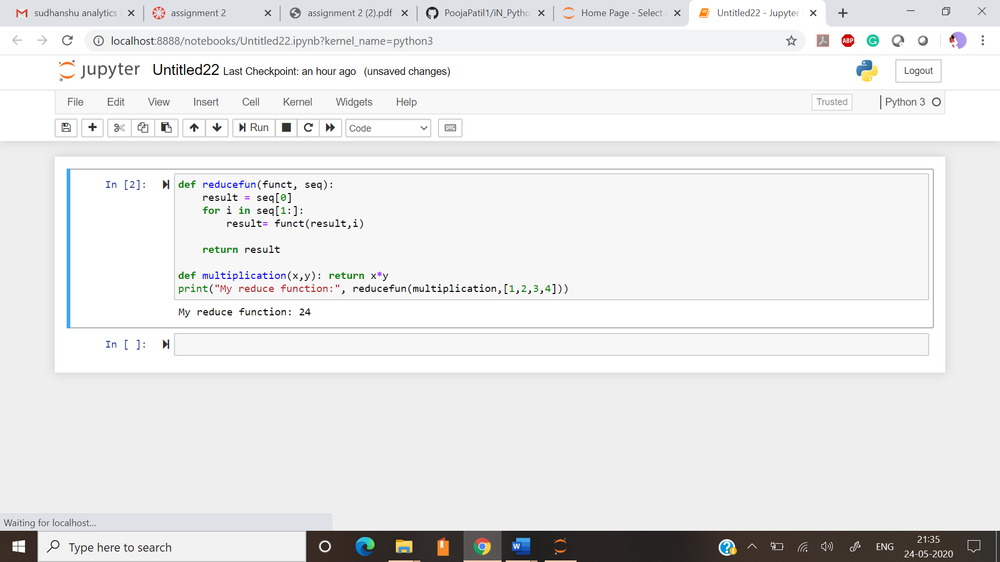 sudhanshu analytics
assignment 2
assignment 2 (2).pdf
PoojaPatil1/iN_Pytho
Home Page - Select
Untitled22 - Jupyter
localhost:8888/notebooks/Untitled22.ipynb?kernel_name=python3
ABP
jupyter Untitled22 Last Checkpoint: an hour ago (unsaved changes)
Logout
File Edit View Insert Cell Kernel Widgets Help
Trusted
Python 3
Run
Code
In [2]:
def reducefun(funct, seq):
    result = seq[0]
    for i in seq[1:]:
        result= funct(result,i)
    return result
def multiplication(x,y): return x*y
print("My reduce function:", reducefun(multiplication,[1,2,3,4]))
My reduce function: 24
In [ ]:
Waiting for localhost...
Type here to search
W
ENG
21:35
24-05-2020